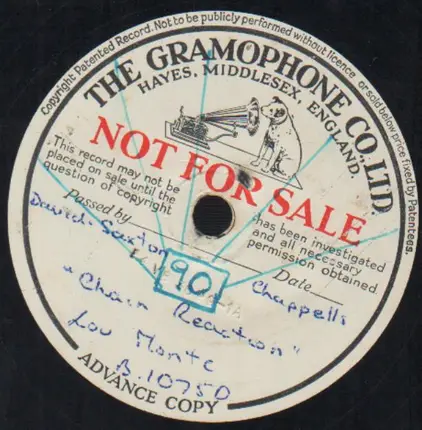 Copyright Patented Record. Not to be publicly performed without licence or sold below price fixed by Patentees.
THE GRAMOPHONE CO., LTD.
HAYES, MIDDLESEX, ENGLAND.
NOT FOR SALE
This record may not be
placed on sale until the
question of copyright
has been investigated
and all necessary
permission obtained
Passed by
Date
David Saxton
90
Chappells
"Chain Reaction"
Lou Monte
B.10750
ADVANCE COPY